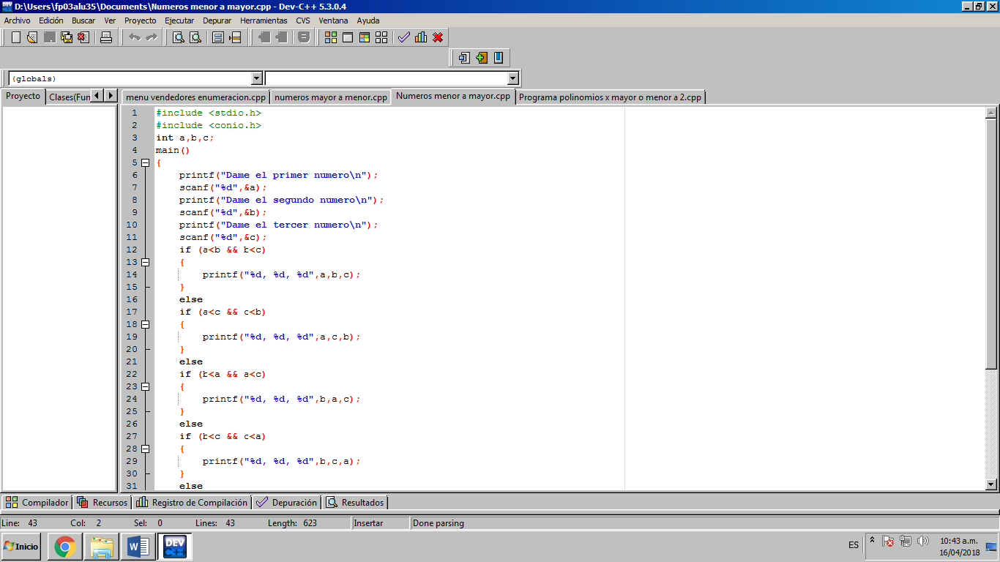 D:\Users\fp03alu35\Documents\Numeros menor a mayor.cpp - Dev-C++ 5.3.0.4
Archivo Edición Buscar Ver Proyecto Ejecutar Depurar Herramientas CVS Ventana Ayuda
(globals)
Proyecto Clases(Fun menu vendedores enumeracion.cpp numeros mayor a menor.cpp Numeros menor a mayor.cpp Programa polinomios x mayor o menor a 2.cpp
1 #include <stdio.h>
2 #include <conio.h>
3 int a,b,c;
4 main()
5 {
6 printf("Dame el primer numero\n");
7 scanf("%d",&a);
8 printf("Dame el segundo numero\n");
9 scanf("%d",&b);
10 printf("Dame el tercer numero\n");
11 scanf("%d",&c);
12 if (a<b && b<c)
13 {
14 printf("%d, %d, %d",a,b,c);
15 }
16 else
17 if (a<c && c<b)
18 {
19 printf("%d, %d, %d",a,c,b);
20 }
21 else
22 if (b<a && a<c)
23 {
24 printf("%d, %d, %d",b,a,c);
25 }
26 else
27 if (b<c && c<a)
28 {
29 printf("%d, %d, %d",b,c,a);
30 }
31 else
Compilador Recursos Registro de Compilación Depuración Resultados
Line: 43 Col: 2 Sel: 0 Lines: 43 Length: 623 Insertar Done parsing
Inicio W DEV C++ ES 10:43 a.m.
16/04/2018